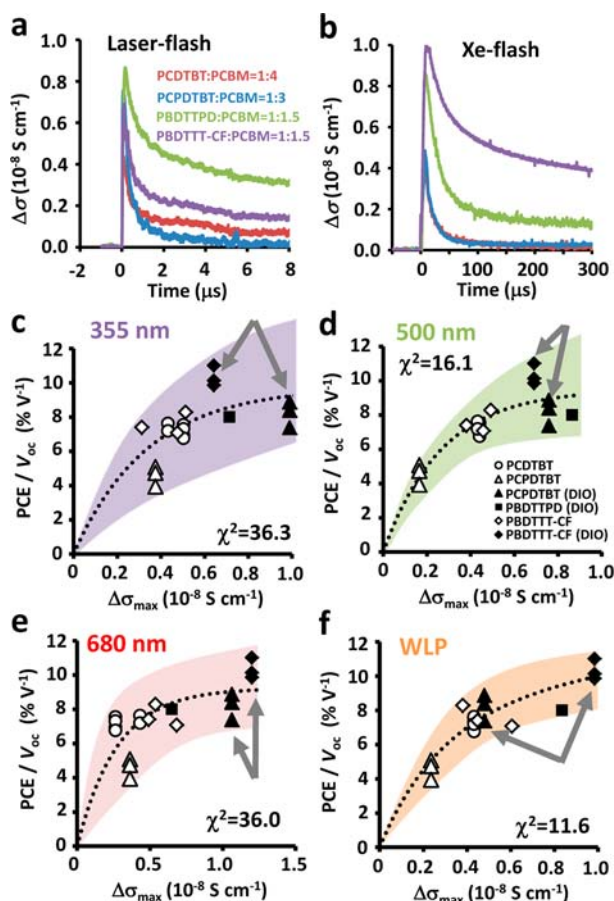 a
Laser-flash
PCDTBT:PCBM=1:4
PCPDTBT:PCBM=1:3
PBDTTPD:PCBM=1:1.5
PBDTTT-CF:PCBM=1:1.5
Δσ (10⁻⁸ S cm⁻¹)
1.0
0.8
0.6
0.4
0.2
0.0
-2 0 2 4 6 8
Time (μs)
b
Xe-flash
Δσ (10⁻⁸ S cm⁻¹)
1.0
0.8
0.6
0.4
0.2
0.0
0 100 200 300
Time (μs)
c
355 nm
PCE / Voc (% V⁻¹)
12
10
8
6
4
2
0
χ²=36.3
0.0 0.2 0.4 0.6 0.8 1.0
Δσmax (10⁻⁸ S cm⁻¹)
d
500 nm
χ²=16.1
PCE / Voc (% V⁻¹)
12
10
8
6
4
2
0
PCDTBT
PCPDTBT
PCPDTBT (DIO)
PBDTTPD (DIO)
PBDTTT-CF
PBDTTT-CF (DIO)
0.0 0.2 0.4 0.6 0.8 1.0
Δσmax (10⁻⁸ S cm⁻¹)
e
680 nm
PCE / Voc (% V⁻¹)
12
10
8
6
4
2
0
χ²=36.0
0.0 0.5 1.0 1.5
Δσmax (10⁻⁸ S cm⁻¹)
f
WLP
PCE / Voc (% V⁻¹)
12
10
8
6
4
2
0
χ²=11.6
0.0 0.2 0.4 0.6 0.8 1.0
Δσmax (10⁻⁸ S cm⁻¹)